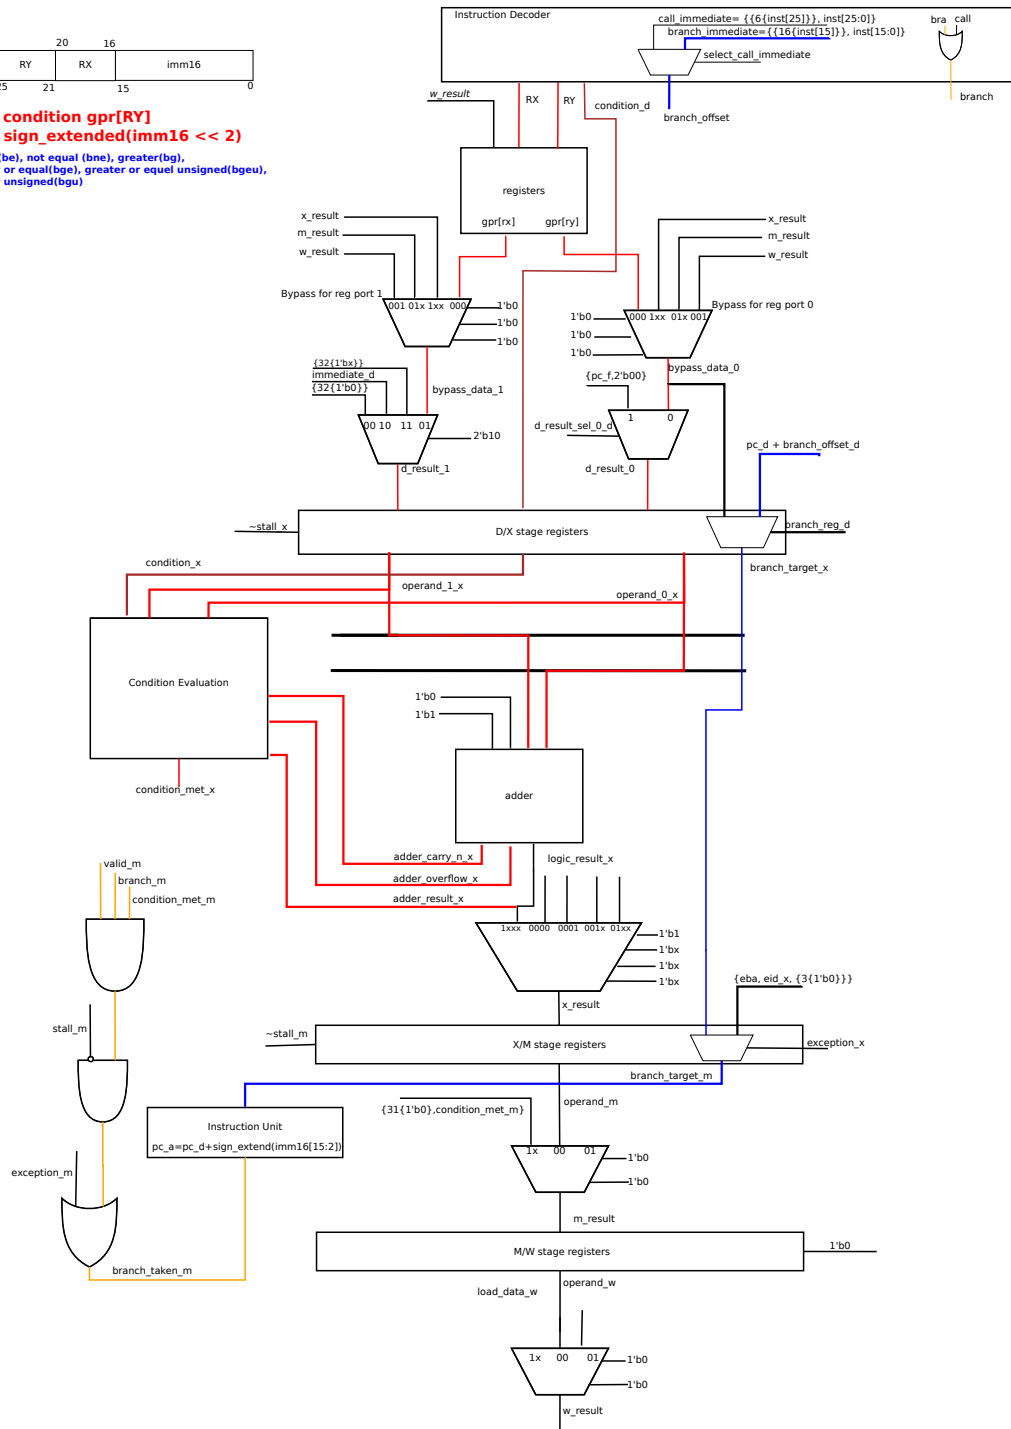 Instruction Decoder
call_immediate= {{6{inst[25]}}, inst[25:0]}
branch_immediate={{16{inst[15]}}, inst[15:0]}
select_call_immediate
bra call
branch
branch_offset
20 16
RY RX imm16
25 21 15 0
condition gpr[RY]
sign_extended(imm16 << 2)
(be), not equal (bne), greater(bg),
or equal(bge), greater or equel unsigned(bgeu),
unsigned(bgu)
w_result
RX RY condition_d
registers
gpr[rx] gpr[ry]
x_result
m_result
w_result
x_result
m_result
w_result
Bypass for reg port 1
001 01x 1xx 000
1'b0
1'b0
1'b0
Bypass for reg port 0
000 1xx 01x 001
1'b0
1'b0
1'b0
bypass_data_0
{32{1'bx}}
immediate_d
{32{1'b0}}
bypass_data_1
00 10 11 01
2'b10
d_result_1
{pc_f,2'b00}
1 0
d_result_sel_0_d
d_result_0
pc_d + branch_offset_d
~stall_x
D/X stage registers
branch_reg_d
condition_x
branch_target_x
operand_1_x
operand_0_x
Condition Evaluation
condition_met_x
1'b0
1'b1
adder
adder_carry_n_x
adder_overflow_x
adder_result_x
logic_result_x
1xxx 0000 0001 001x 01xx
1'b1
1'bx
1'bx
1'bx
x_result
valid_m
branch_m
condition_met_m
stall_m
exception_m
branch_taken_m
{eba, eid_x, {3{1'b0}}}
~stall_m
X/M stage registers
exception_x
branch_target_m
Instruction Unit
pc_a=pc_d+sign_extend(imm16[15:2])
operand_m
{31{1'b0},condition_met_m}
1x 00 01
1'b0
1'b0
m_result
M/W stage registers
1'b0
operand_w
load_data_w
1x 00 01
1'b0
1'b0
w_result